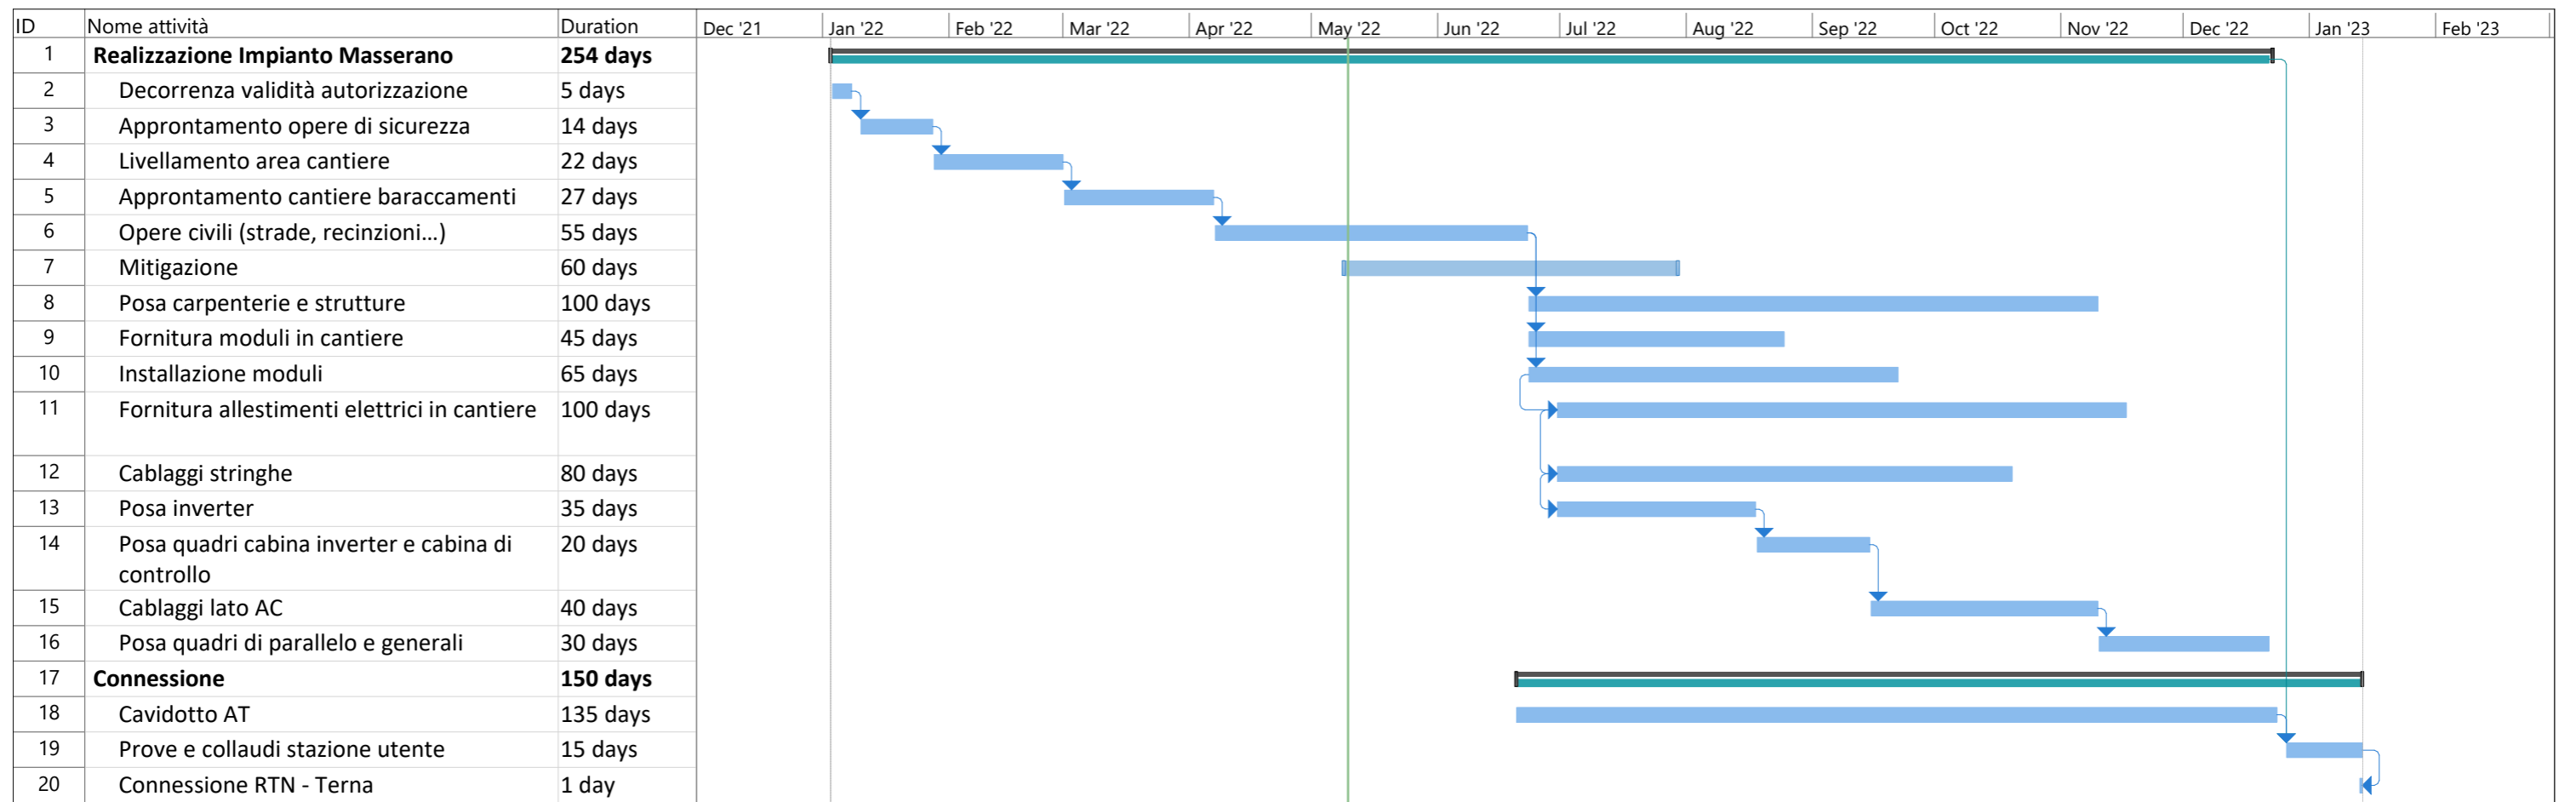 ID Nome attività Duration Dec '21 Jan '22 Feb '22 Mar '22 Apr '22 May '22 Jun '22 Jul '22 Aug '22 Sep '22 Oct '22 Nov '22 Dec '22 Jan '23 Feb '23
1 Realizzazione Impianto Masserano 254 days
2 Decorrenza validità autorizzazione 5 days
3 Approntamento opere di sicurezza 14 days
4 Livellamento area cantiere 22 days
5 Approntamento cantiere baraccamenti 27 days
6 Opere civili (strade, recinzioni...) 55 days
7 Mitigazione 60 days
8 Posa carpenterie e strutture 100 days
9 Fornitura moduli in cantiere 45 days
10 Installazione moduli 65 days
11 Fornitura allestimenti elettrici in cantiere 100 days
12 Cablaggi stringhe 80 days
13 Posa inverter 35 days
14 Posa quadri cabina inverter e cabina di 20 days
controllo
15 Cablaggi lato AC 40 days
16 Posa quadri di parallelo e generali 30 days
17 Connessione 150 days
18 Cavidotto AT 135 days
19 Prove e collaudi stazione utente 15 days
20 Connessione RTN - Terna 1 day